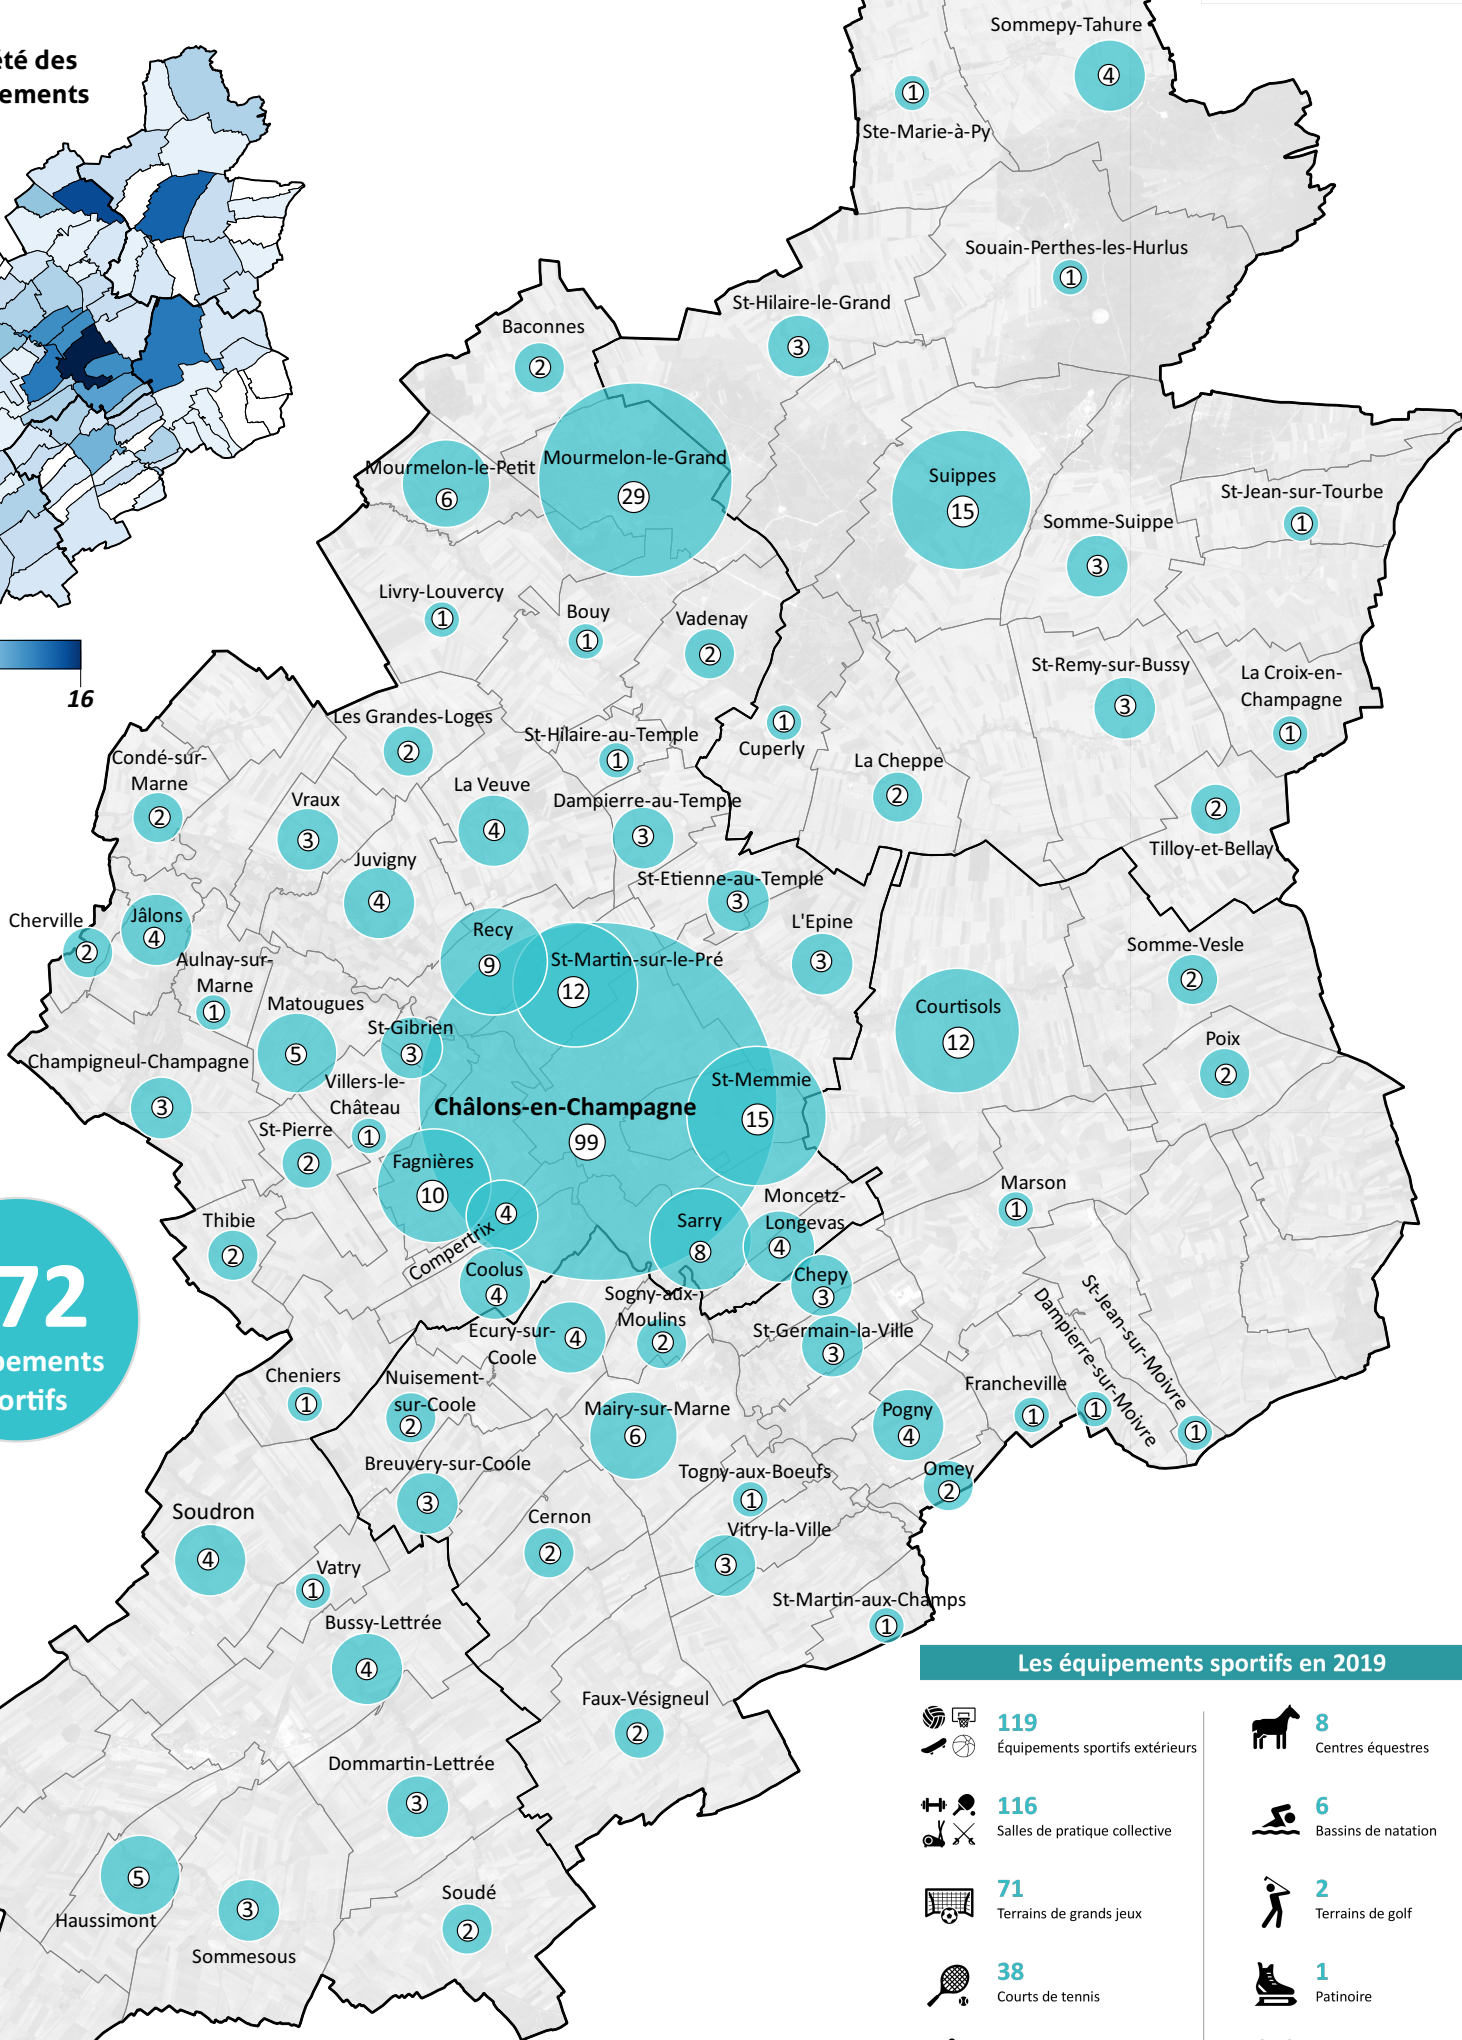 été des
ements
16
72
pements
ortifs
Sommepy-Tahure
4
1
Ste-Marie-à-Py
Souain-Perthes-les-Hurlus
1
St-Hilaire-le-Grand
3
Baconnes
2
Mourmelon-le-Petit
6
Mourmelon-le-Grand
29
Suippes
15
St-Jean-sur-Tourbe
1
Somme-Suippe
3
Livry-Louvercy
1
Bouy
1
Vadenay
2
St-Remy-sur-Bussy
3
La Croix-en-
Champagne
1
Les Grandes-Loges
2
St-Hilaire-au-Temple
1
1
Cuperly
La Cheppe
2
Condé-sur-
Marne
2
Vraux
3
La Veuve
4
Dampierre-au-Temple
3
2
Tilloy-et-Bellay
Juvigny
4
St-Etienne-au-Temple
3
L'Epine
3
Cherville
2
Jâlons
4
Aulnay-sur-
Marne
1
Recy
9
St-Martin-sur-le-Pré
12
Somme-Vesle
2
Matougues
5
St-Gibrien
3
Courtisols
12
Poix
2
Champigneul-Champagne
3
Villers-le-
Château
1
Châlons-en-Champagne
99
St-Memmie
15
St-Pierre
2
Fagnières
10
4
Compertrix
Marson
1
Thibie
2
Sarry
8
Moncetz-
Longevas
4
Coolus
4
Chepy
3
Ecury-sur-
Coole
4
Sogny-aux-
Moulins
2
St-Germain-la-Ville
3
St-Jean-sur-Moivre
1
Dampierre-sur-Moivre
1
Cheniers
1
Nuisement-
sur-Coole
2
Mairy-sur-Marne
6
Pogny
4
Francheville
1
Breuvery-sur-Coole
3
Togny-aux-Boeufs
1
Omey
2
Soudron
4
Cernon
2
Vitry-la-Ville
3
Vatry
1
St-Martin-aux-Champs
1
Bussy-Lettrée
4
Faux-Vésigneul
2
Dommartin-Lettrée
3
5
Haussimont
3
Sommesous
Soudé
2
Les équipements sportifs en 2019
119
Équipements sportifs extérieurs
116
Salles de pratique collective
71
Terrains de grands jeux
38
Courts de tennis
8
Centres équestres
6
Bassins de natation
2
Terrains de golf
1
Patinoire